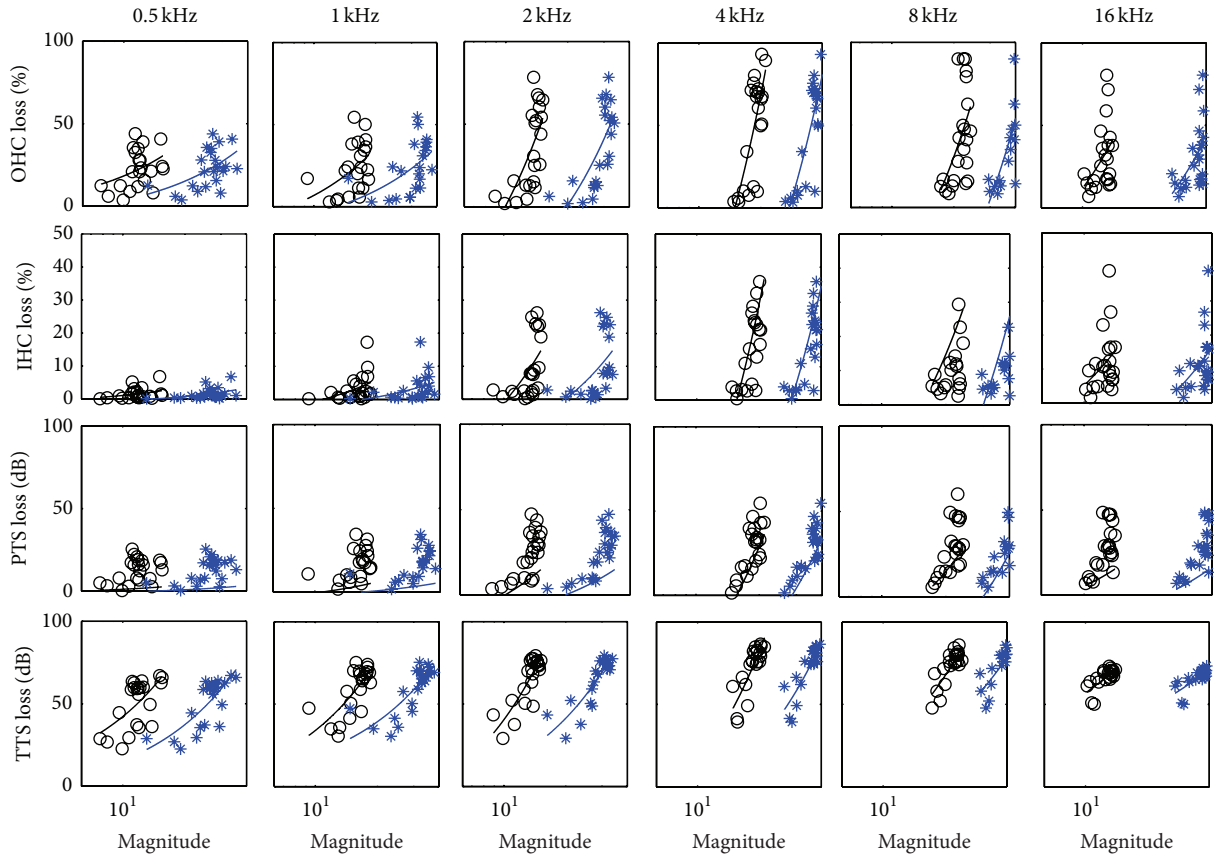 0.5 kHz 1 kHz 2 kHz 4 kHz 8 kHz 16 kHz
100
50
0
OHC loss (%)
50
40
30
20
10
0
IHC loss (%)
100
50
0
PTS loss (dB)
100
50
0
TTS loss (dB)
10¹ 10¹ 10¹ 10¹ 10¹ 10¹
Magnitude Magnitude Magnitude Magnitude Magnitude Magnitude